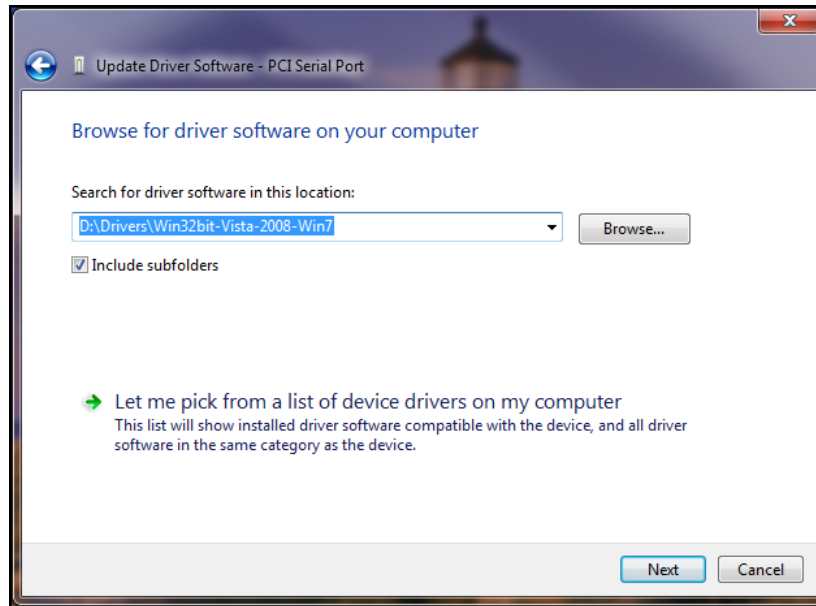 Update Driver Software - PCI Serial Port
Browse for driver software on your computer
Search for driver software in this location:
D:\Drivers\Win32bit-Vista-2008-Win7
Browse...
Include subfolders
Let me pick from a list of device drivers on my computer
This list will show installed driver software compatible with the device, and all driver
software in the same category as the device.
Next
Cancel